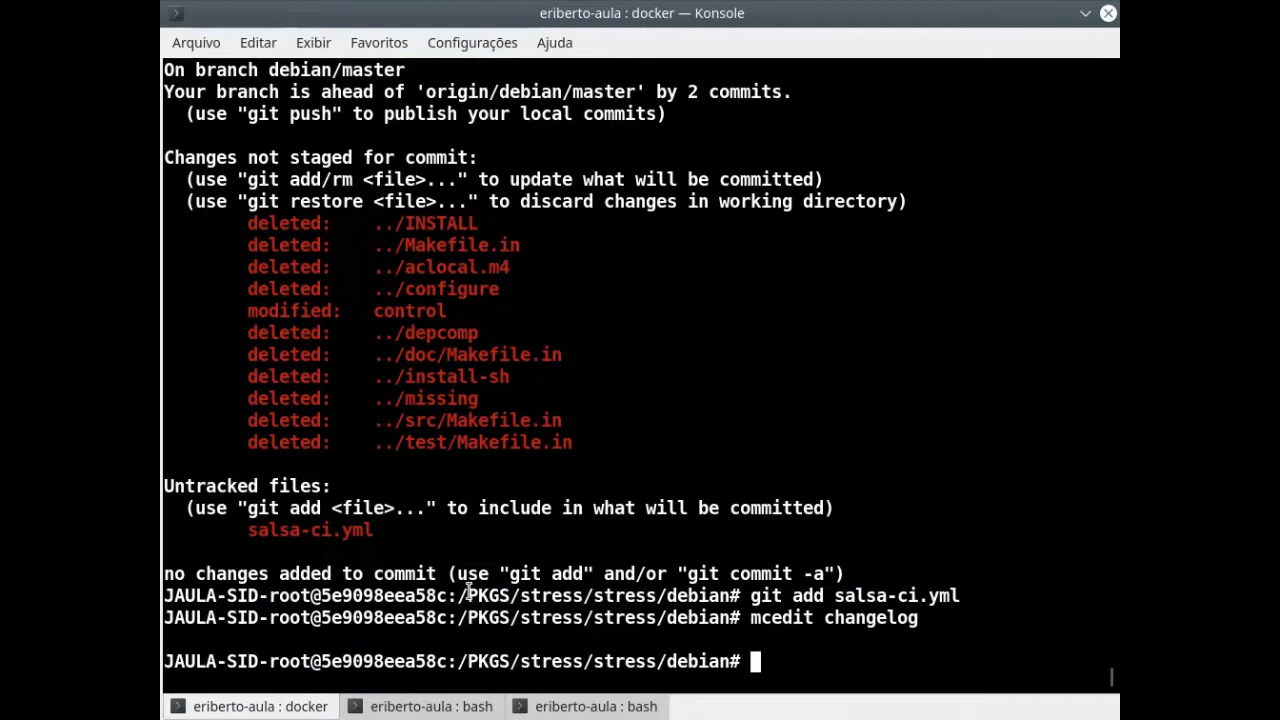 eriberto-aula : docker — Konsole
Arquivo Editar Exibir Favoritos Configurações Ajuda
On branch debian/master
Your branch is ahead of 'origin/debian/master' by 2 commits.
  (use "git push" to publish your local commits)
Changes not staged for commit:
  (use "git add/rm <file>..." to update what will be committed)
  (use "git restore <file>..." to discard changes in working directory)
        deleted:    ../INSTALL
        deleted:    ../Makefile.in
        deleted:    ../aclocal.m4
        deleted:    ../configure
        modified:   control
        deleted:    ../depcomp
        deleted:    ../doc/Makefile.in
        deleted:    ../install-sh
        deleted:    ../missing
        deleted:    ../src/Makefile.in
        deleted:    ../test/Makefile.in
Untracked files:
  (use "git add <file>..." to include in what will be committed)
        salsa-ci.yml
no changes added to commit (use "git add" and/or "git commit -a")
JAULA-SID-root@5e9098eea58c:/PKGS/stress/stress/debian# git add salsa-ci.yml
JAULA-SID-root@5e9098eea58c:/PKGS/stress/stress/debian# mcedit changelog
JAULA-SID-root@5e9098eea58c:/PKGS/stress/stress/debian#
eriberto-aula : docker eriberto-aula : bash eriberto-aula : bash